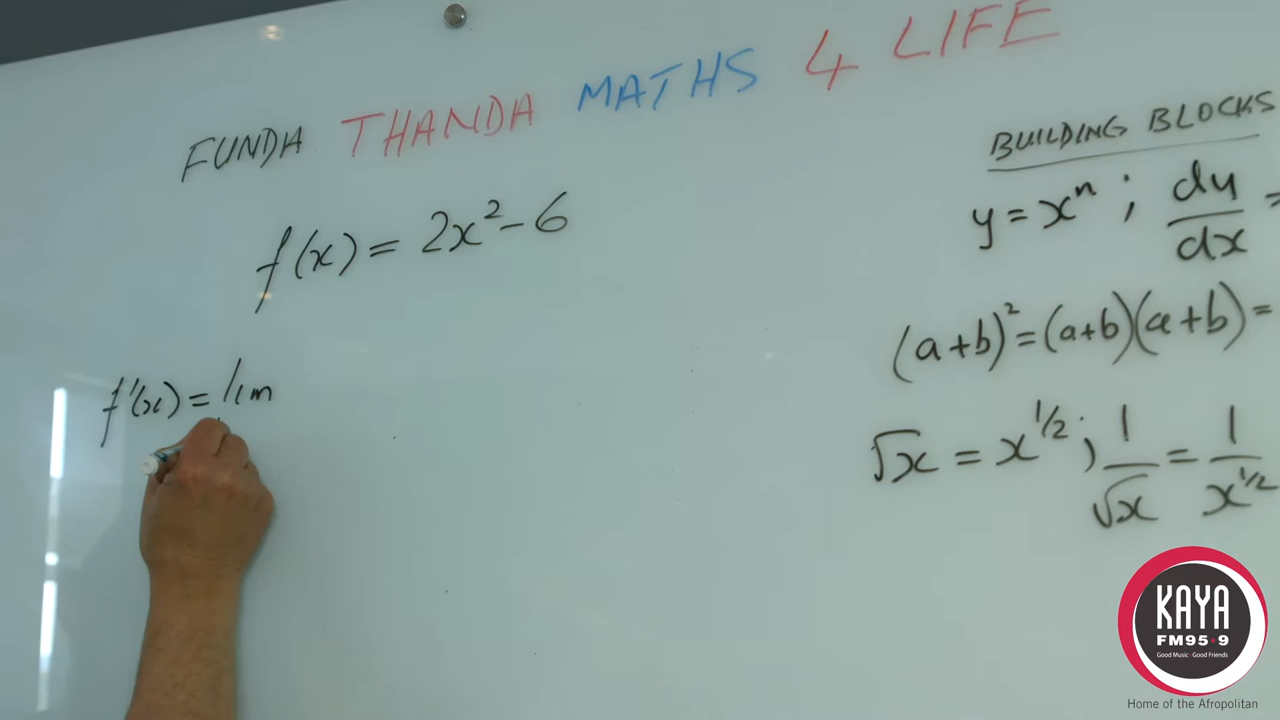 FUNDA THANDA MATHS 4 LIFE
f(x) = 2x² - 6
f'(x) = lim
BUILDING BLOCKS
y = xⁿ ; dy/dx =
(a+b)² = (a+b)(a+b) =
√x = x^1/2 ; 1/√x = 1/x^1/2
KAYA
FM95•9
Good Music · Good Friends
Home of the Afropolitan